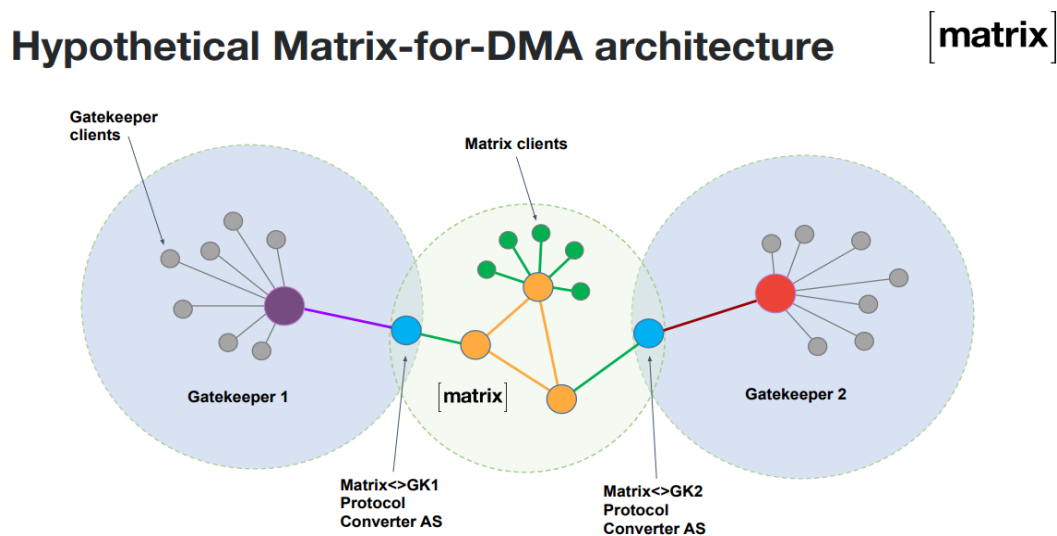 Hypothetical Matrix-for-DMA architecture
[matrix]
Gatekeeper
clients
Matrix clients
Gatekeeper 1
[matrix]
Gatekeeper 2
Matrix<>GK1
Protocol
Converter AS
Matrix<>GK2
Protocol
Converter AS